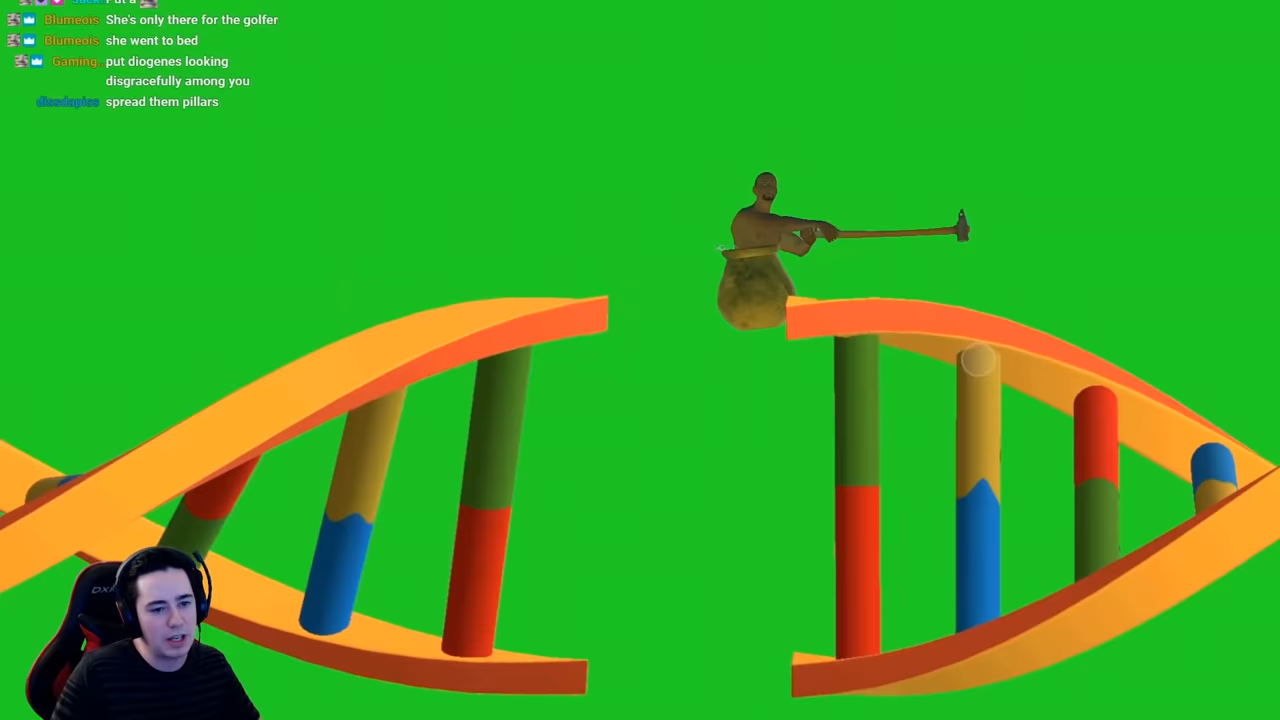 Blumeois She's only there for the golfer
Blumeois she went to bed
Gaming.. put diogenes looking
disgracefully among you
disodapiss spread them pillars